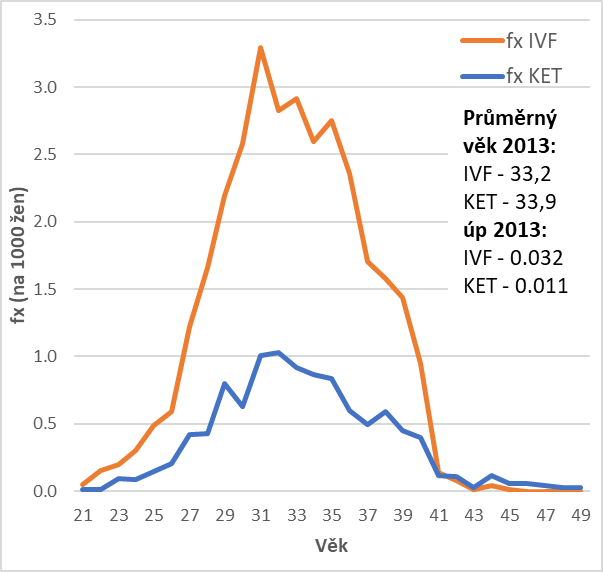 fx IVF
fx KET
Průměrný
věk 2013:
IVF - 33,2
KET - 33,9
úp 2013:
IVF - 0.032
KET - 0.011
fx (na 1000 žen)
3.5
3.0
2.5
2.0
1.5
1.0
0.5
0.0
21 23 25 27 29 31 33 35 37 39 41 43 45 47 49
Věk